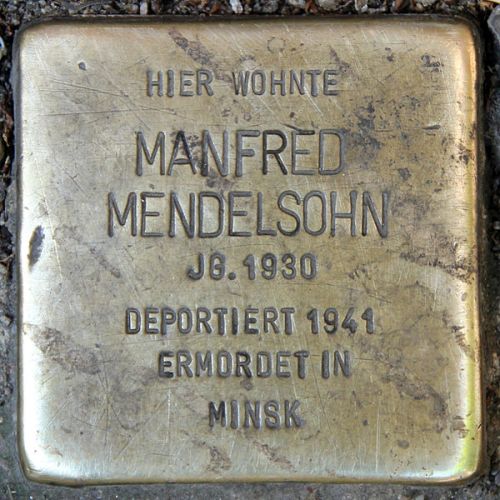 HIER WOHNTE
MANFRED
MENDELSOHN
JG. 1930
DEPORTIERT 1941
ERMORDET IN
MINSK